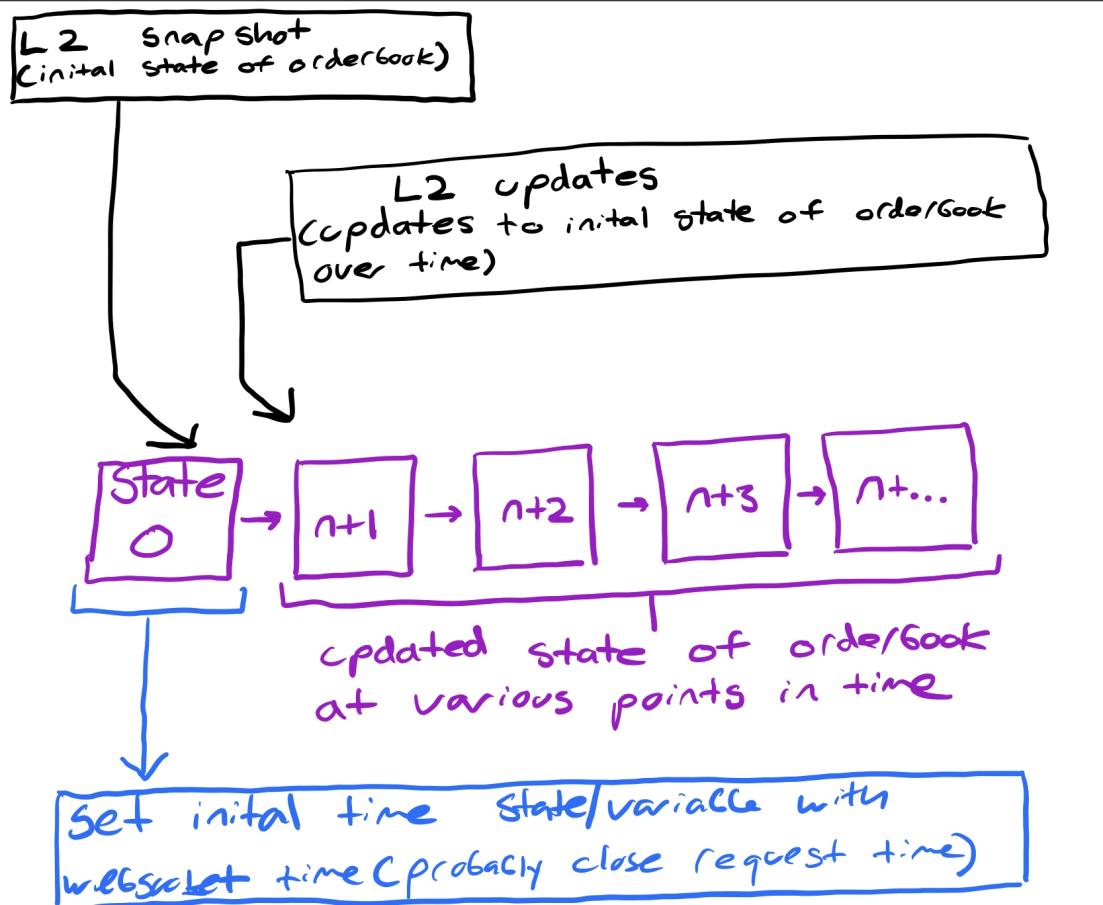 L2 snapshot
(inital state of orderbook)
L2 updates
(updates to inital state of orderbook
over time)
State
0
n+1
n+2
n+3
n+...
updated state of orderbook
at various points in time
set inital time state/variable with
websocket time (probably close request time)